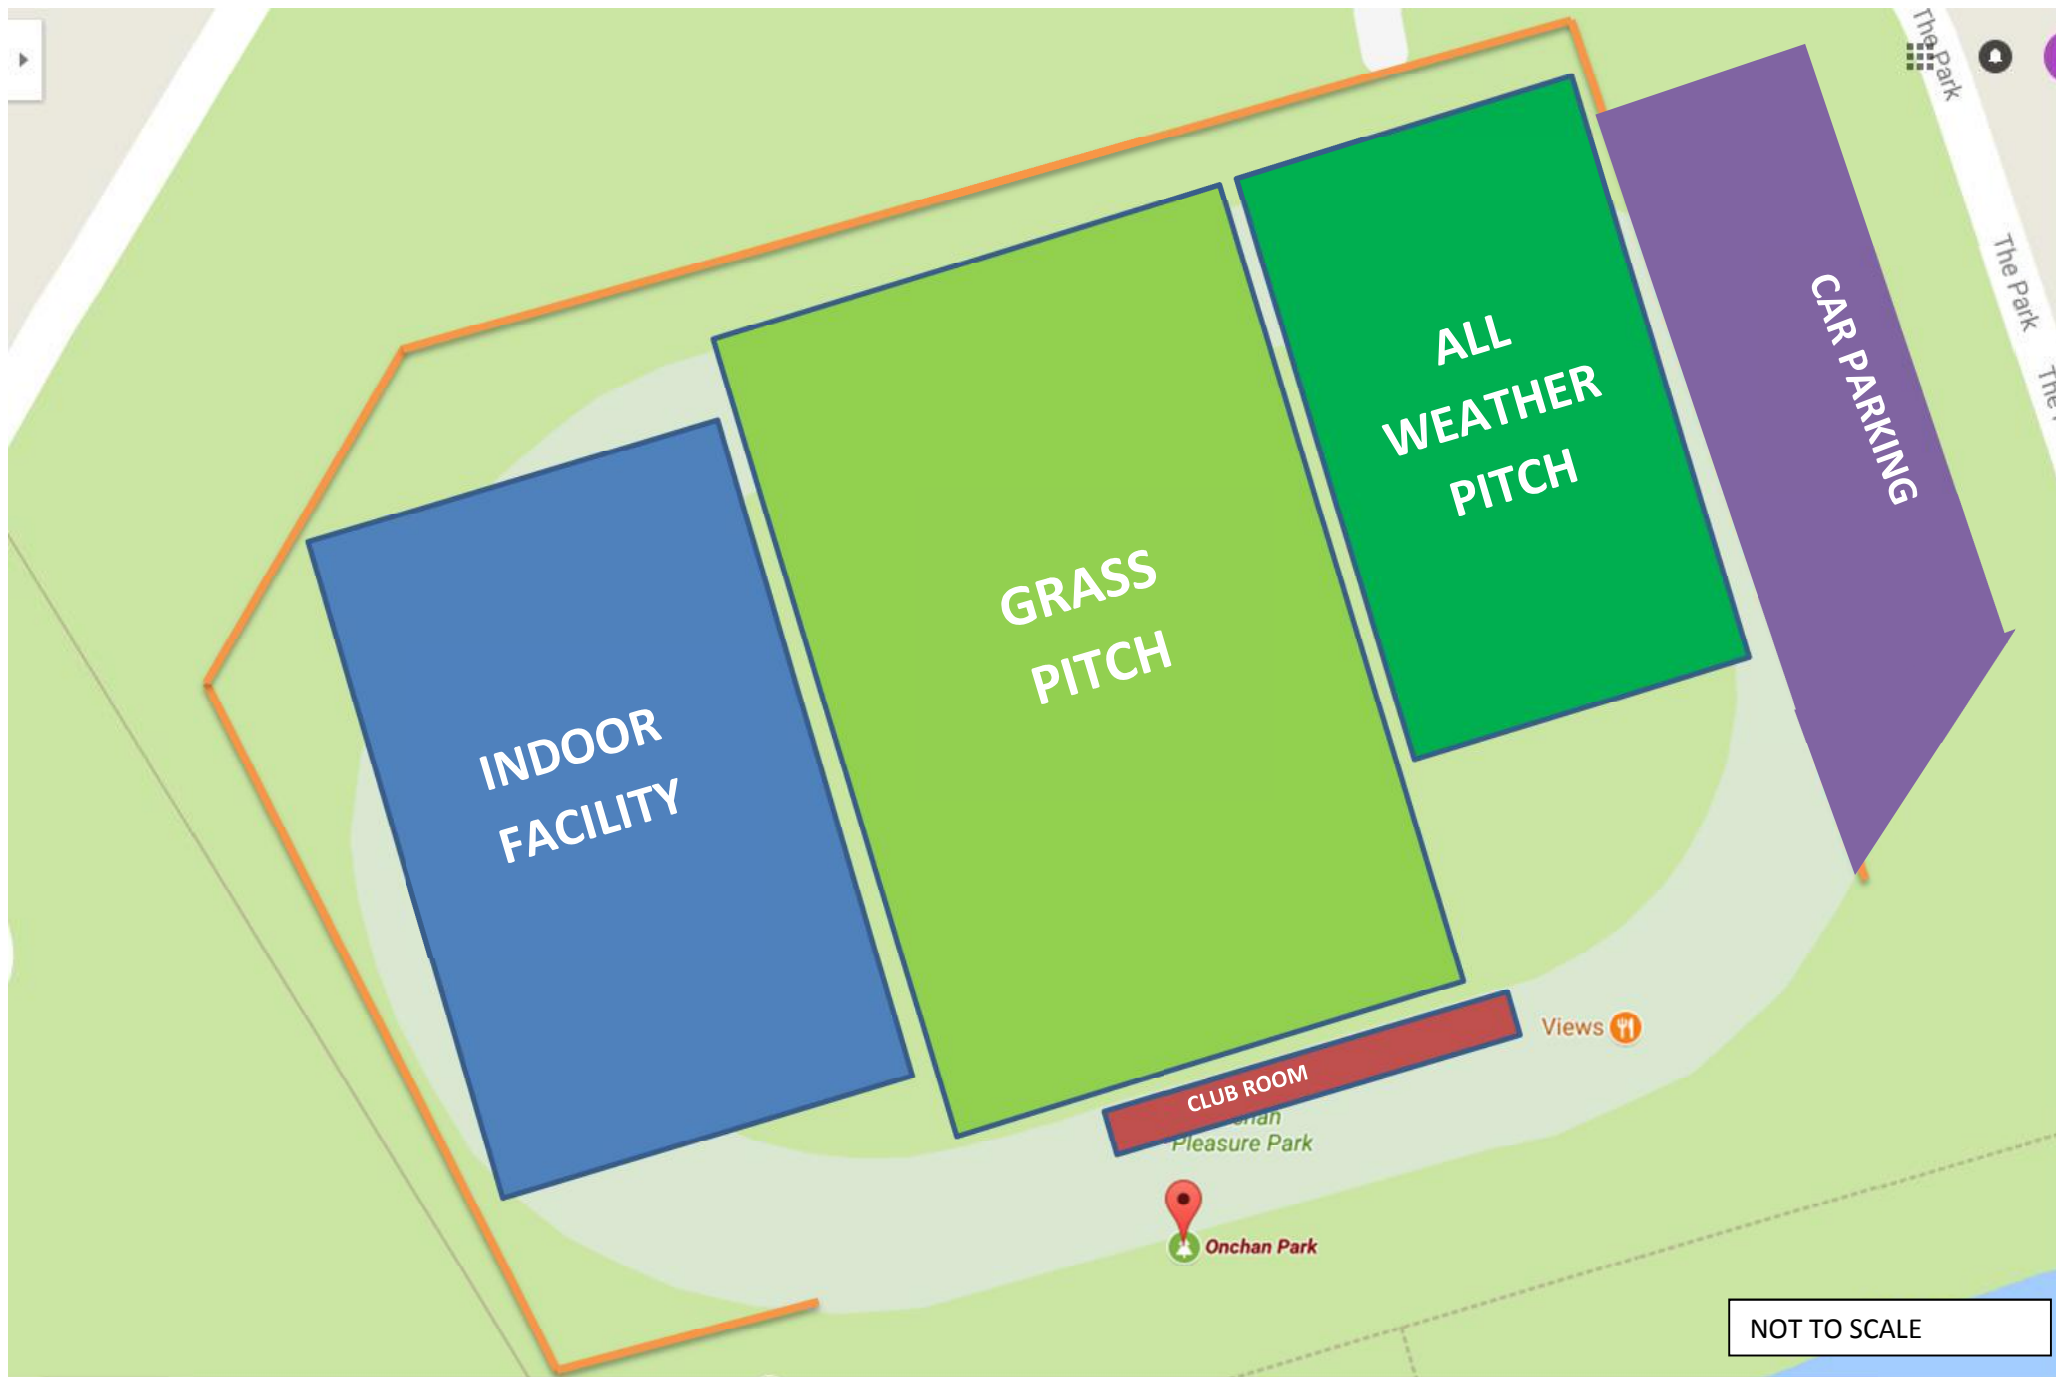 The Park
The Park
The
CAR PARKING
ALL
WEATHER
PITCH
GRASS
PITCH
INDOOR
FACILITY
CLUB ROOM
Views
Pleasure Park
Onchan Park
NOT TO SCALE